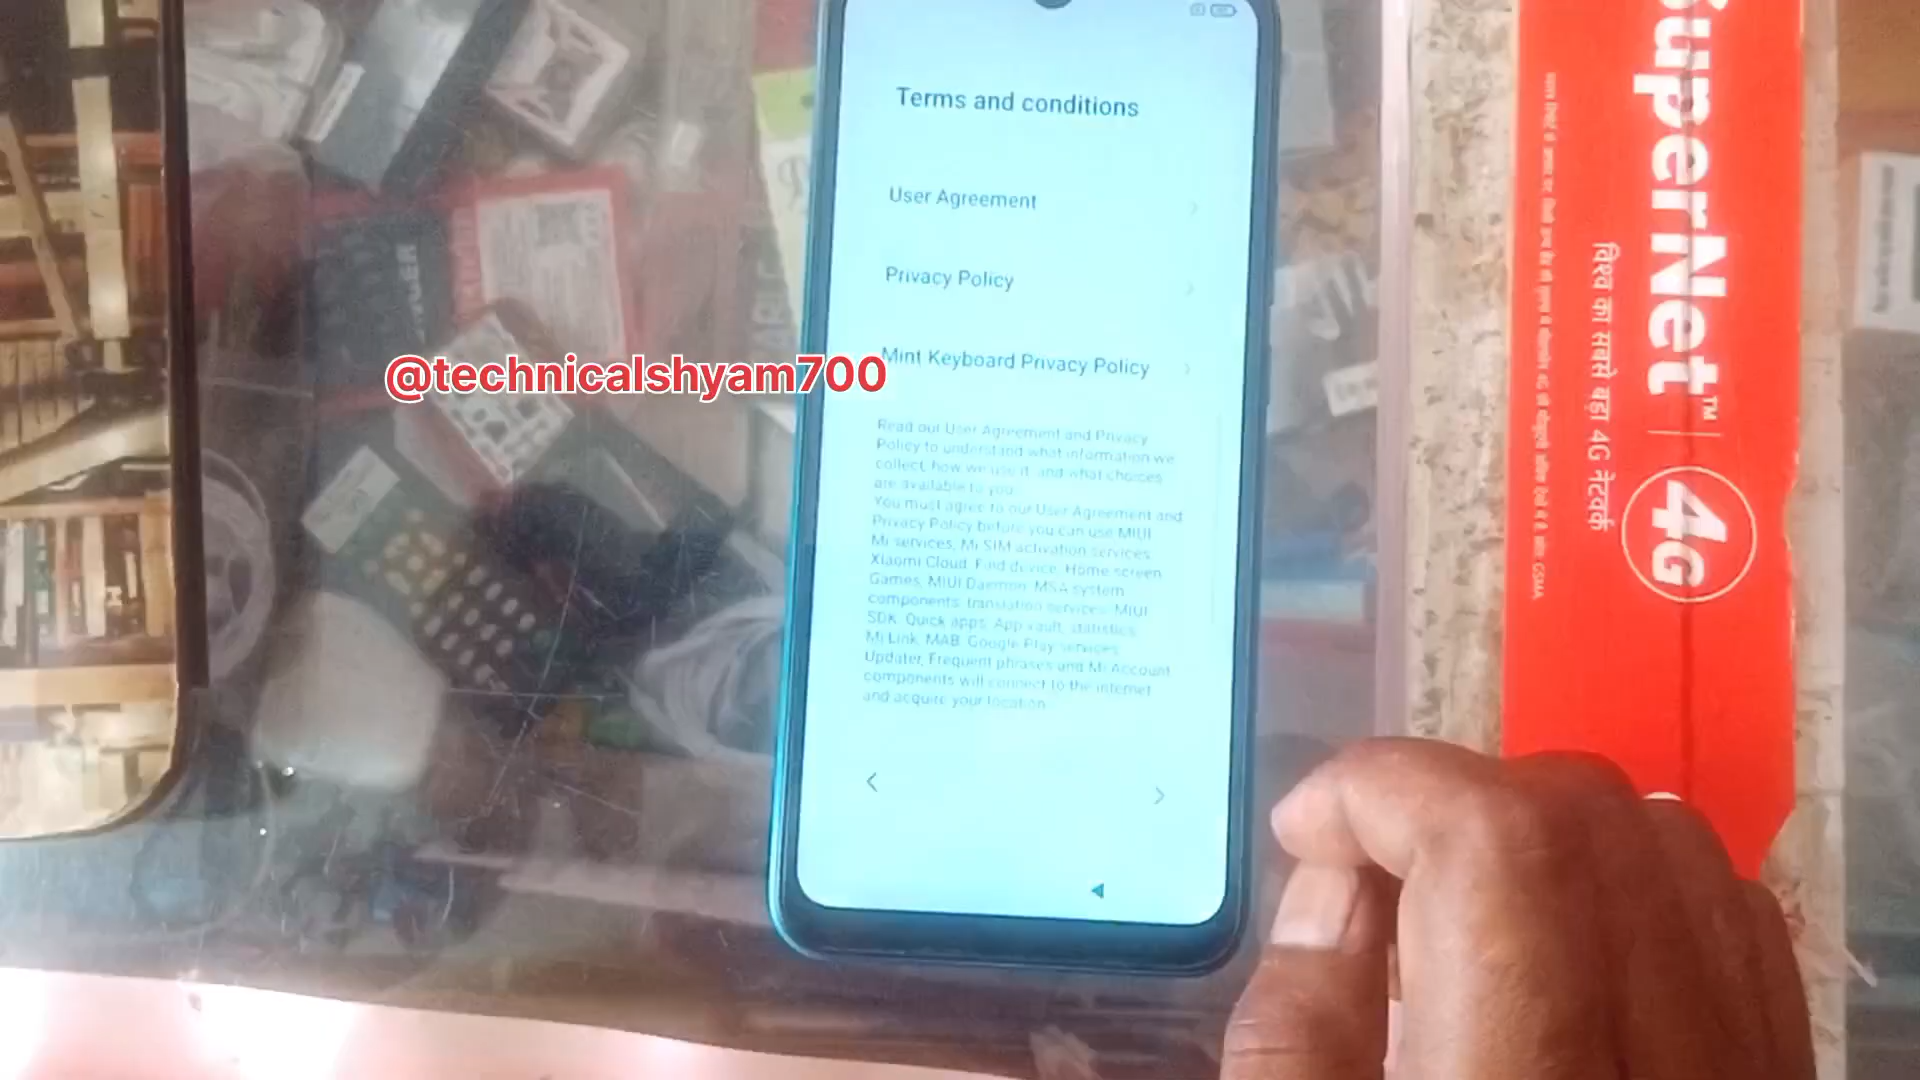 Terms and conditions
User Agreement
Privacy Policy
Mint Keyboard Privacy Policy
Read our User Agreement and Privacy
Policy to understand what information we
collect, how we use it, and what choices
are available to you.
You must agree to our User Agreement and
Privacy Policy before you can use MIUI
Mi services, Mi SIM activation services
Xiaomi Cloud, Find device, Home screen
Games, MIUI Daemon, MSA system
components, translation services, MIUI
SDK, Quick apps, App vault, statistics,
Mi Link, MAB, Google Play services
Updater, Frequent phrases and Mi Account
components will connect to the internet
and acquire your location
@technicalshyam700
SuperNet™
4G
विश्व का सबसे बड़ा 4G नेटवर्क